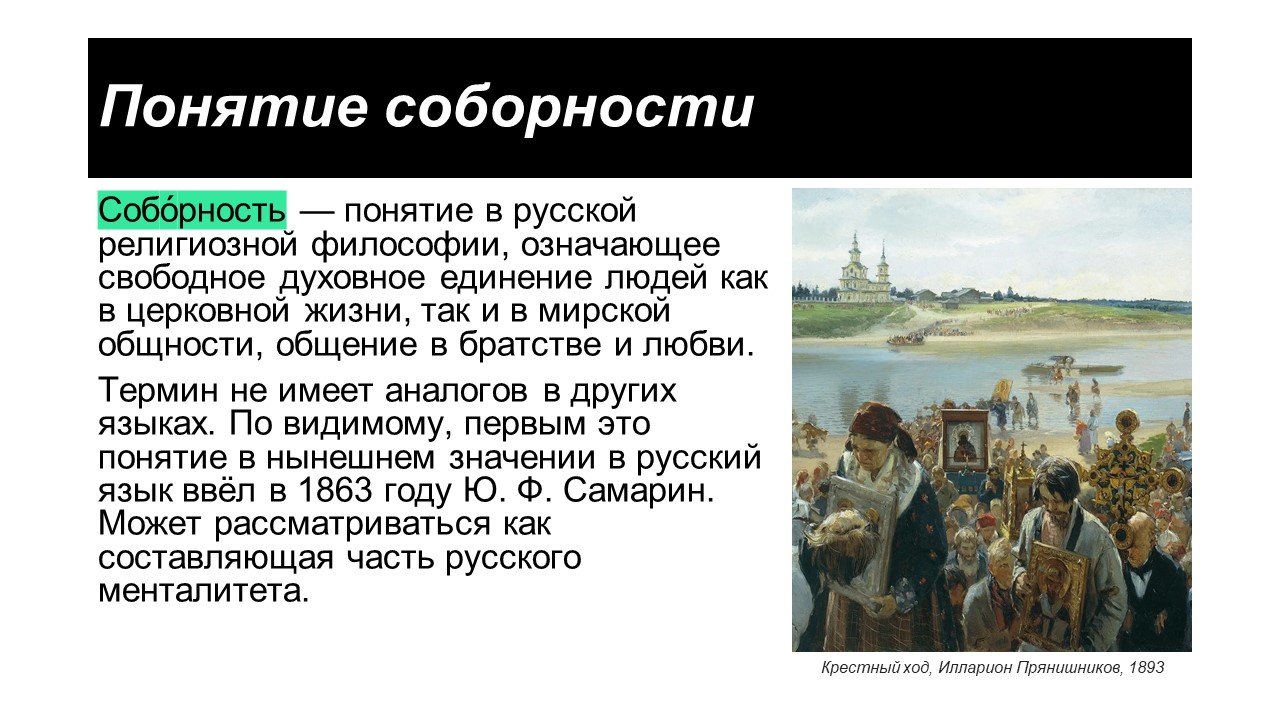 Понятие соборности
Собо́рность — понятие в русской
религиозной философии, означающее
свободное духовное единение людей как
в церковной жизни, так и в мирской
общности, общение в братстве и любви.
Термин не имеет аналогов в других
языках. По видимому, первым это
понятие в нынешнем значении в русский
язык ввёл в 1863 году Ю. Ф. Самарин.
Может рассматриваться как
составляющая часть русского
менталитета.
Крестный ход, Илларион Прянишников, 1893